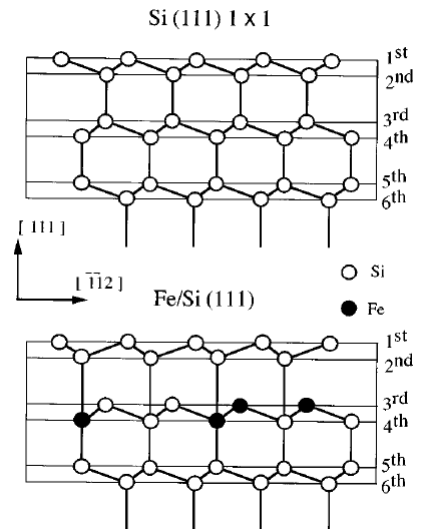 Si (111) 1 x 1
1st
2nd
3rd
4th
5th
6th
[ 111 ]
[ 1̄1̄2 ]
Si
Fe
Fe/Si (111)
1st
2nd
3rd
4th
5th
6th